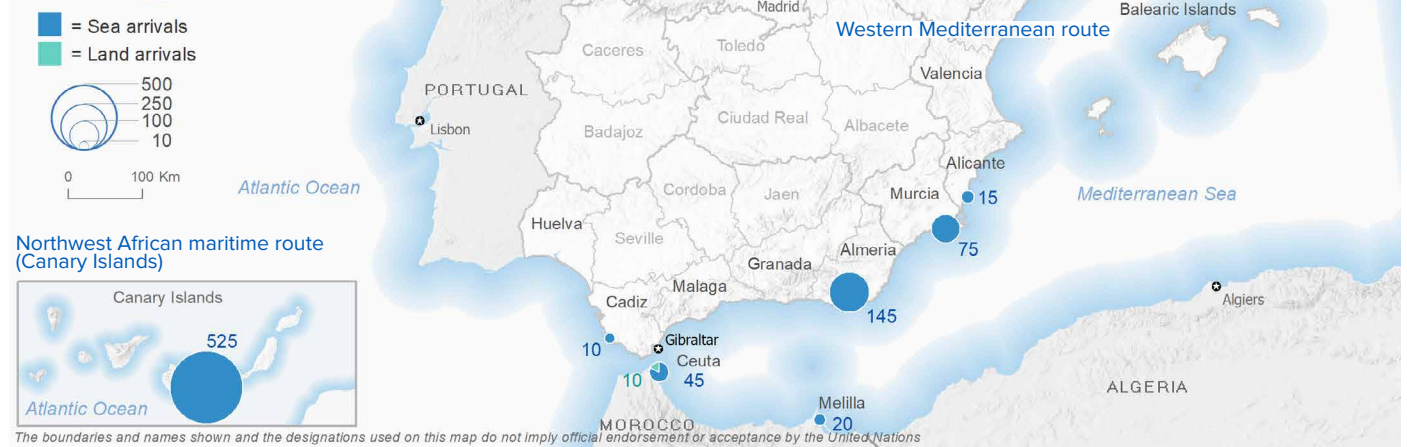 = Sea arrivals
= Land arrivals
500
250
100
10
0 100 Km
Northwest African maritime route
(Canary Islands)
Canary Islands
525
Atlantic Ocean
Atlantic Ocean
PORTUGAL
Lisbon
Madrid
Western Mediterranean route
Balearic Islands
Caceres
Toledo
Valencia
Badajoz
Ciudad Real
Albacete
Alicante
Cordoba
Jaen
Murcia
15
Mediterranean Sea
Huelva
Seville
Almeria
75
Granada
Malaga
Cadiz
145
Algiers
10
Gibraltar
Ceuta
10
45
ALGERIA
Melilla
20
MOROCCO
The boundaries and names shown and the designations used on this map do not imply official endorsement or acceptance by the United Nations